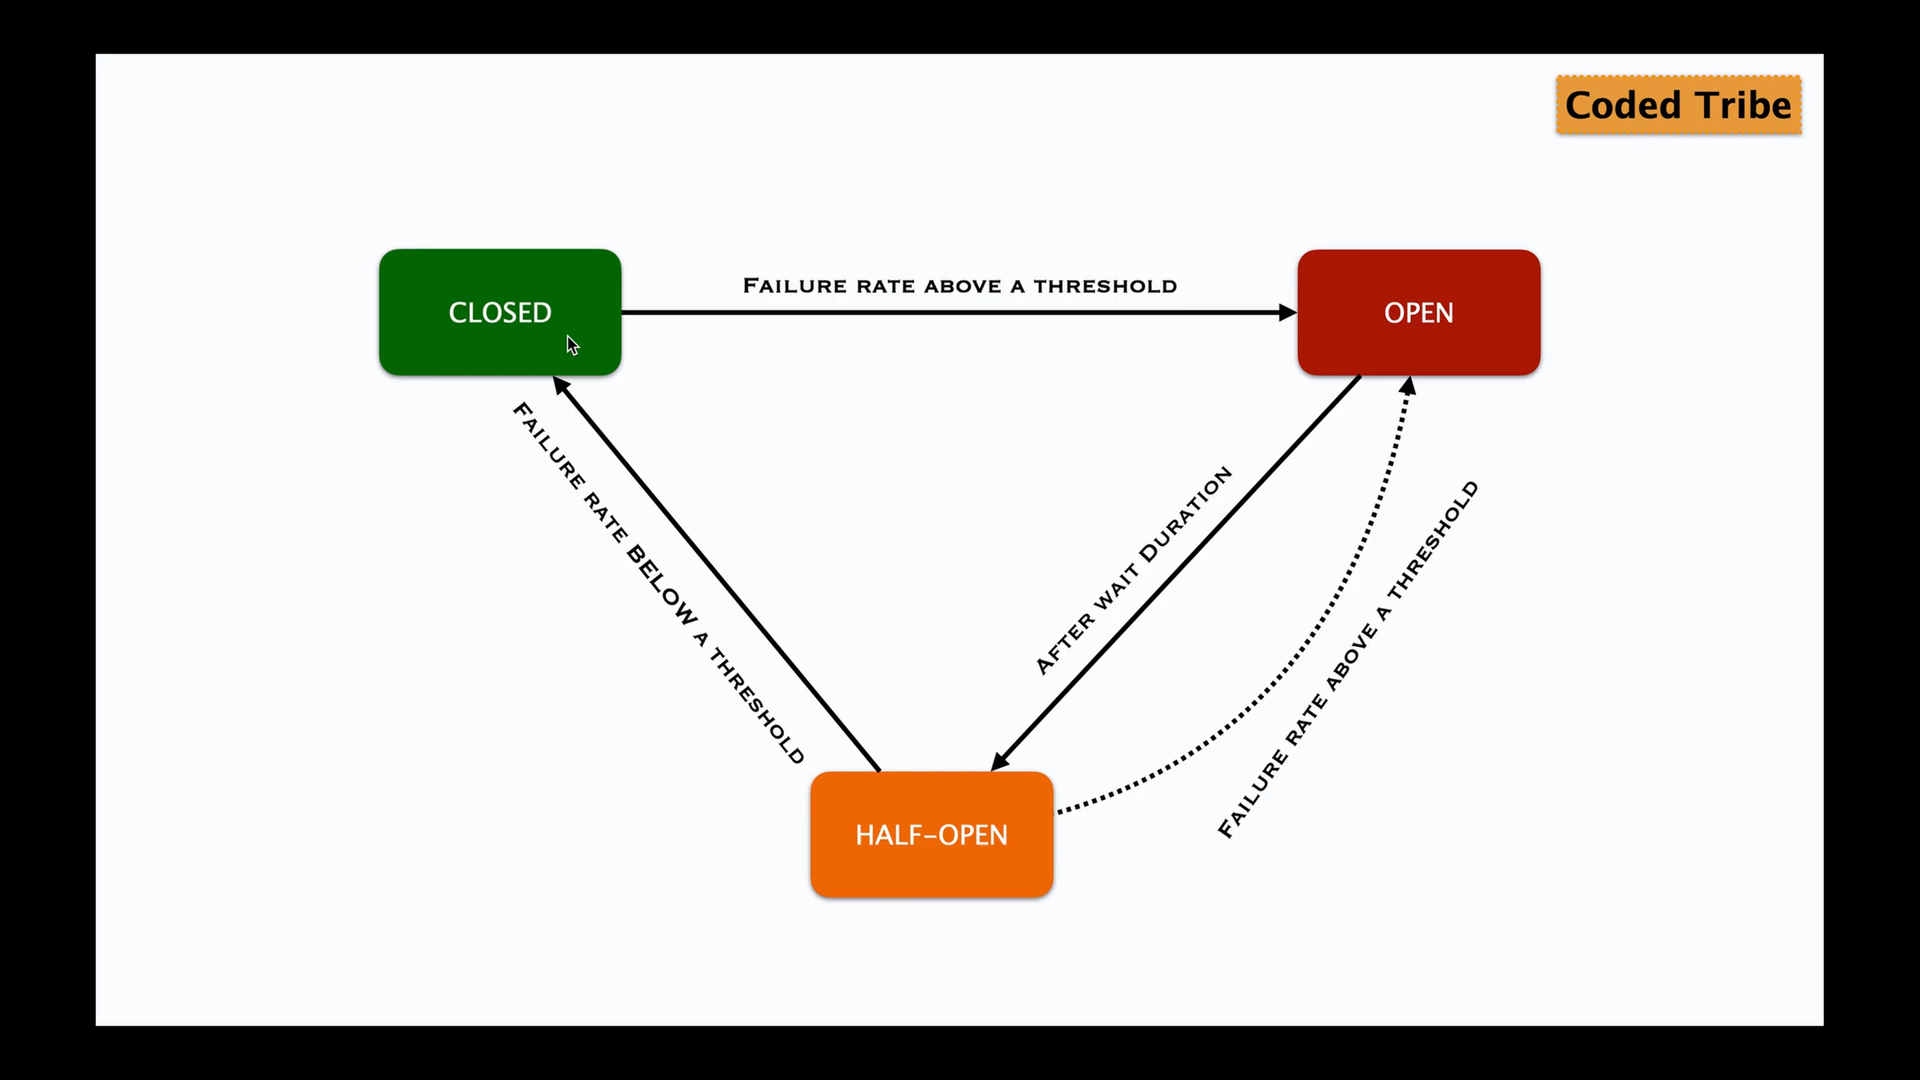 Coded Tribe
Failure rate above a threshold
CLOSED
OPEN
Failure rate BELOW a threshold
After wait Duration
Failure rate above a threshold
HALF-OPEN